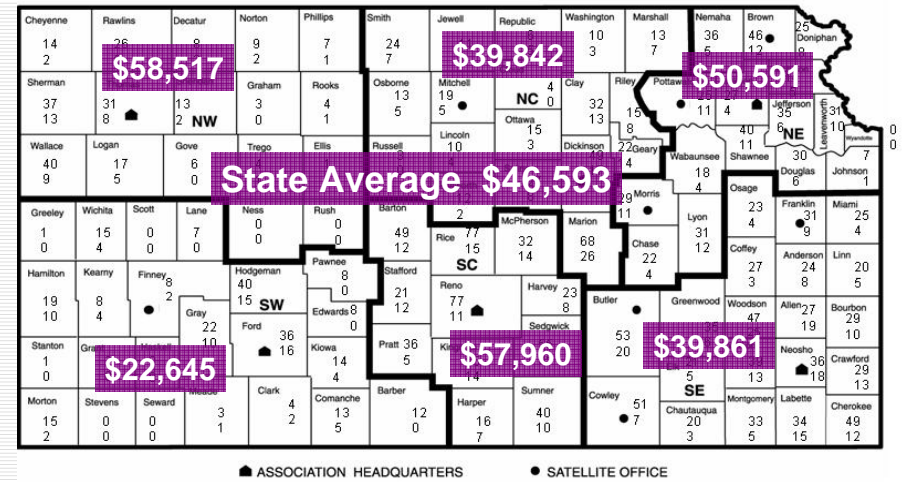 Cheyenne Rawlins Decatur Norton Phillips Smith Jewell Republic Washington Marshall Nemaha Brown Doniphan
14 9 7 24 10 13 36 46 25
2 2 1 7 3 7 5 12
$58,517 $39,842 $50,591
Sherman Graham Rooks Osborne Mitchell Clay Riley Jefferson Leavenworth Wyandotte
37 31 13 3 4 13 19 4 32 15 11 4 35 31 0
13 8 2 0 1 5 5 0 13 8 6 10 0
NW NC NE
Ottawa
15
3
Wallace Logan Gove Trego Ellis Russell Lincoln Dickinson Geary Wabaunsee Shawnee Douglas Johnson
40 17 6 10 22 18 40 30 7
9 5 0 4 4 11 6 1
State Average $46,593
Greeley Wichita Scott Lane Ness Rush Barton Rice McPherson Marion Morris Chase Lyon Osage Franklin Miami
1 15 0 7 0 0 49 77 32 68 29 22 31 23 31 25
0 4 0 0 0 0 12 15 14 26 11 4 12 4 9 4
2
SC
Hamilton Kearny Finney Hodgeman Pawnee Stafford Reno Harvey Coffey Anderson Linn
19 8 8 40 8 21 77 23 27 24 20
10 4 2 15 0 12 11 8 3 8 5
SW
Gray Ford Edwards Sedgwick Butler Greenwood Woodson Allen Bourbon
22 36 8 53 47 27 29
10 16 0 20 19 10
Stanton Kiowa Pratt Neosho Crawford
1 14 36 36 29
0 4 5 14 5 13 18 13
$22,645 $57,960 $39,861
SE
Morton Stevens Seward Meade Clark Comanche Barber Harper Sumner Cowley Chautauqua Montgomery Labette Cherokee
15 0 0 3 4 13 12 16 40 51 20 33 34 49
2 0 0 1 2 5 0 7 10 7 3 5 15 12
ASSOCIATION HEADQUARTERS SATELLITE OFFICE